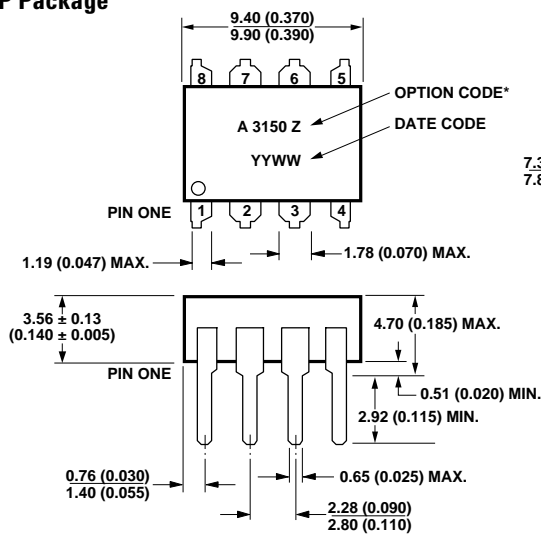 P Package
9.40 (0.370)
9.90 (0.390)
8 7 6 5
A 3150 Z
OPTION CODE*
YYWW
DATE CODE
PIN ONE
1 2 3 4
1.19 (0.047) MAX.
1.78 (0.070) MAX.
3.56 ± 0.13
(0.140 ± 0.005)
4.70 (0.185) MAX.
PIN ONE
0.51 (0.020) MIN.
2.92 (0.115) MIN.
0.76 (0.030)
1.40 (0.055)
0.65 (0.025) MAX.
2.28 (0.090)
2.80 (0.110)